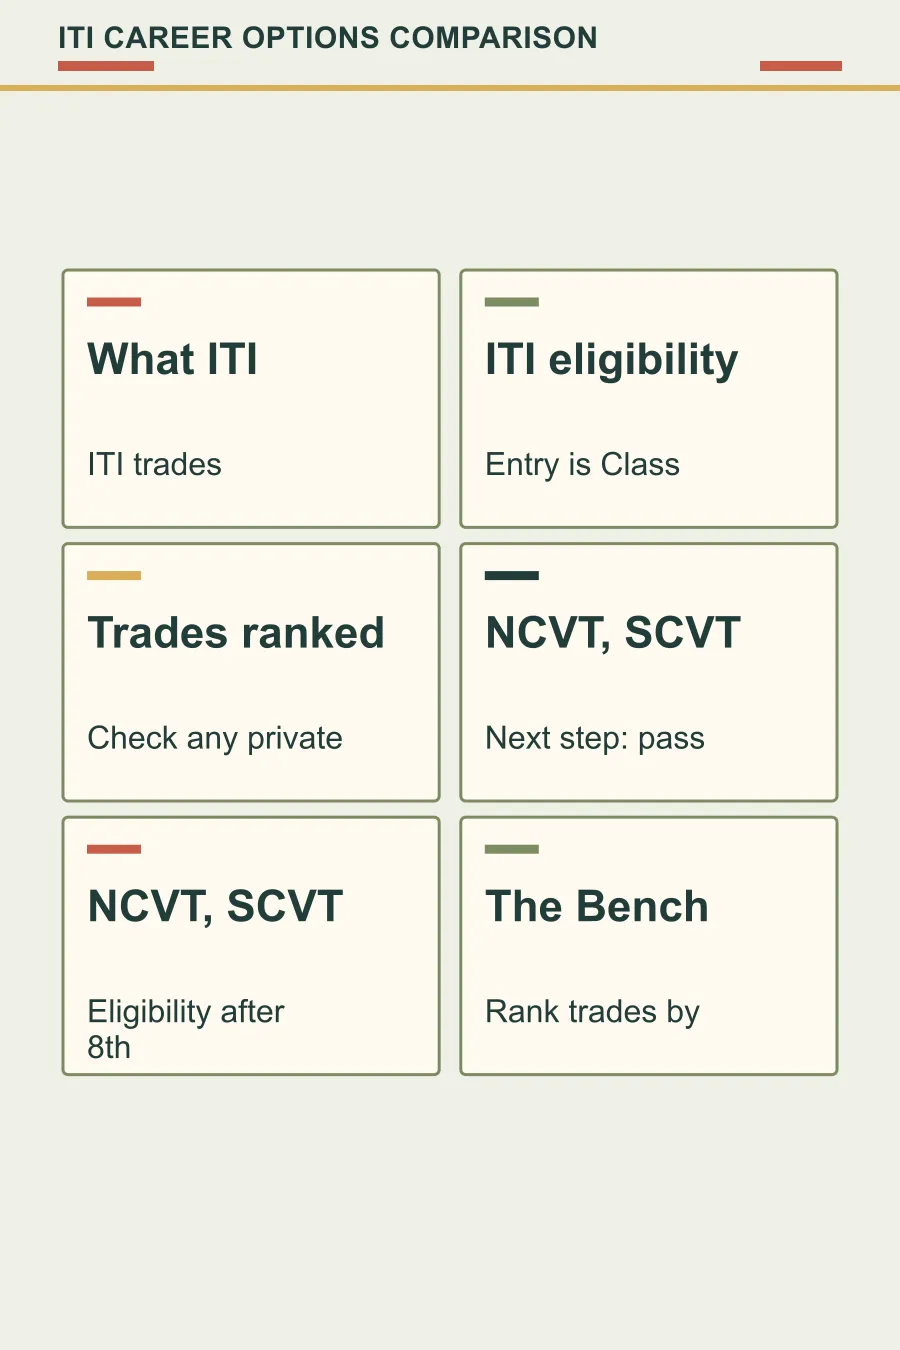 ITI CAREER OPTIONS COMPARISON
What ITI
ITI trades
ITI eligibility
Entry is Class
Trades ranked
Check any private
NCVT, SCVT
Next step: pass
NCVT, SCVT
Eligibility after
8th
The Bench
Rank trades by